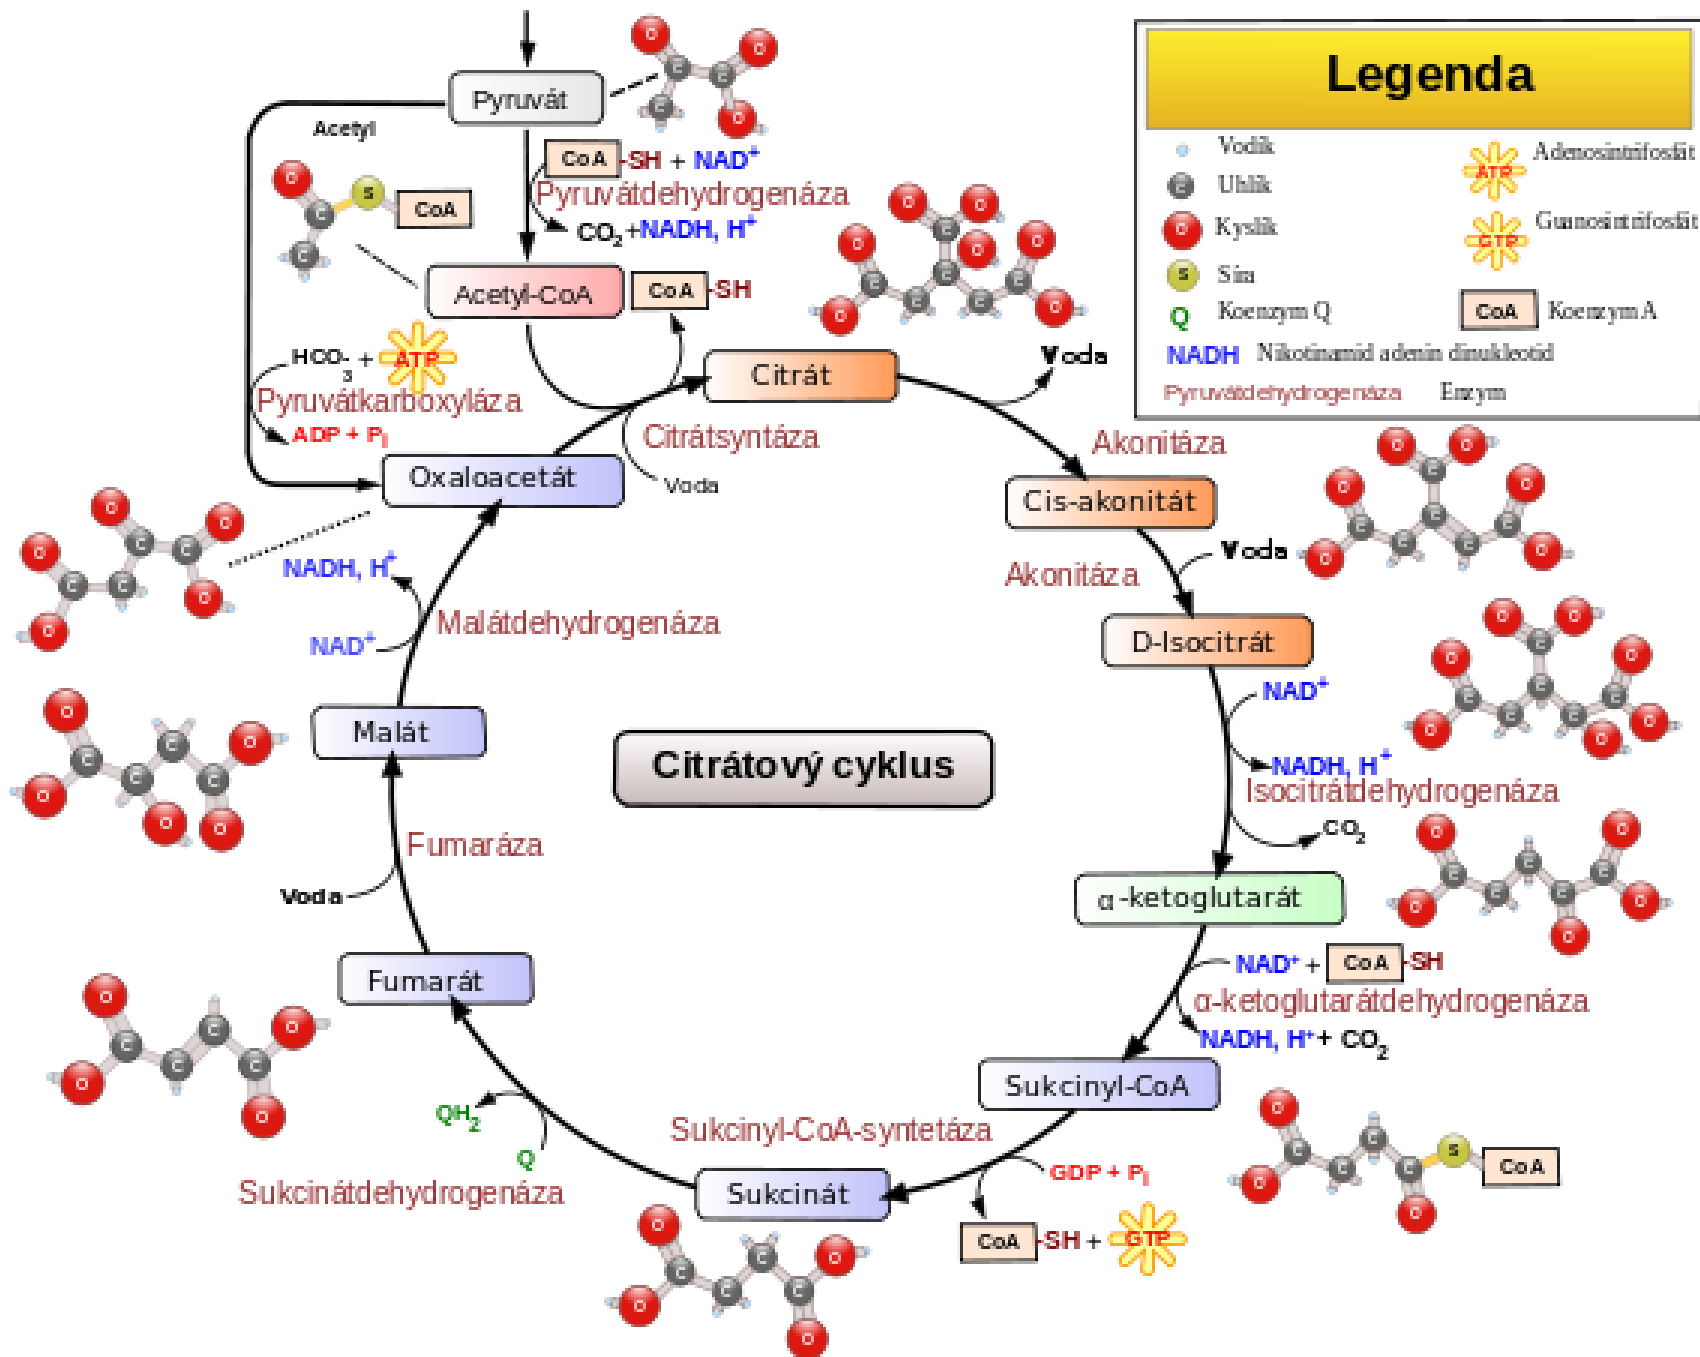 Legenda
Vodík
Uhlík
Kyslík
Síra
Q Koenzym Q
NADH Nikotinamid adenin dinukleotid
Pyruvátdehydrogenáza Enzym
ATP Adenosintrifosfát
GTP Guanosintrifosfát
CoA Koenzym A
Pyruvát
Acetyl
CoA-SH + NAD+
Pyruvátdehydrogenáza
CO2+NADH, H+
CoA
Acetyl-CoA
CoA-SH
HCO3- + ATP
Pyruvátkarboxyláza
ADP + Pi
Citrát
Voda
Citrátsyntáza
Voda
Oxaloacetát
Akonitáza
Cis-akonitát
Voda
Akonitáza
D-Isocitrát
NAD+
NADH, H+
Isocitrátdehydrogenáza
CO2
α-ketoglutarát
NAD+ + CoA-SH
α-ketoglutarátdehydrogenáza
NADH, H+ + CO2
Sukcinyl-CoA
CoA
Sukcinyl-CoA-syntetáza
GDP + Pi
CoA-SH + GTP
Sukcinát
Sukcinátdehydrogenáza
Q
QH2
Fumarát
Voda
Fumaráza
Malát
NAD+
Malátdehydrogenáza
NADH, H+
Citrátový cyklus